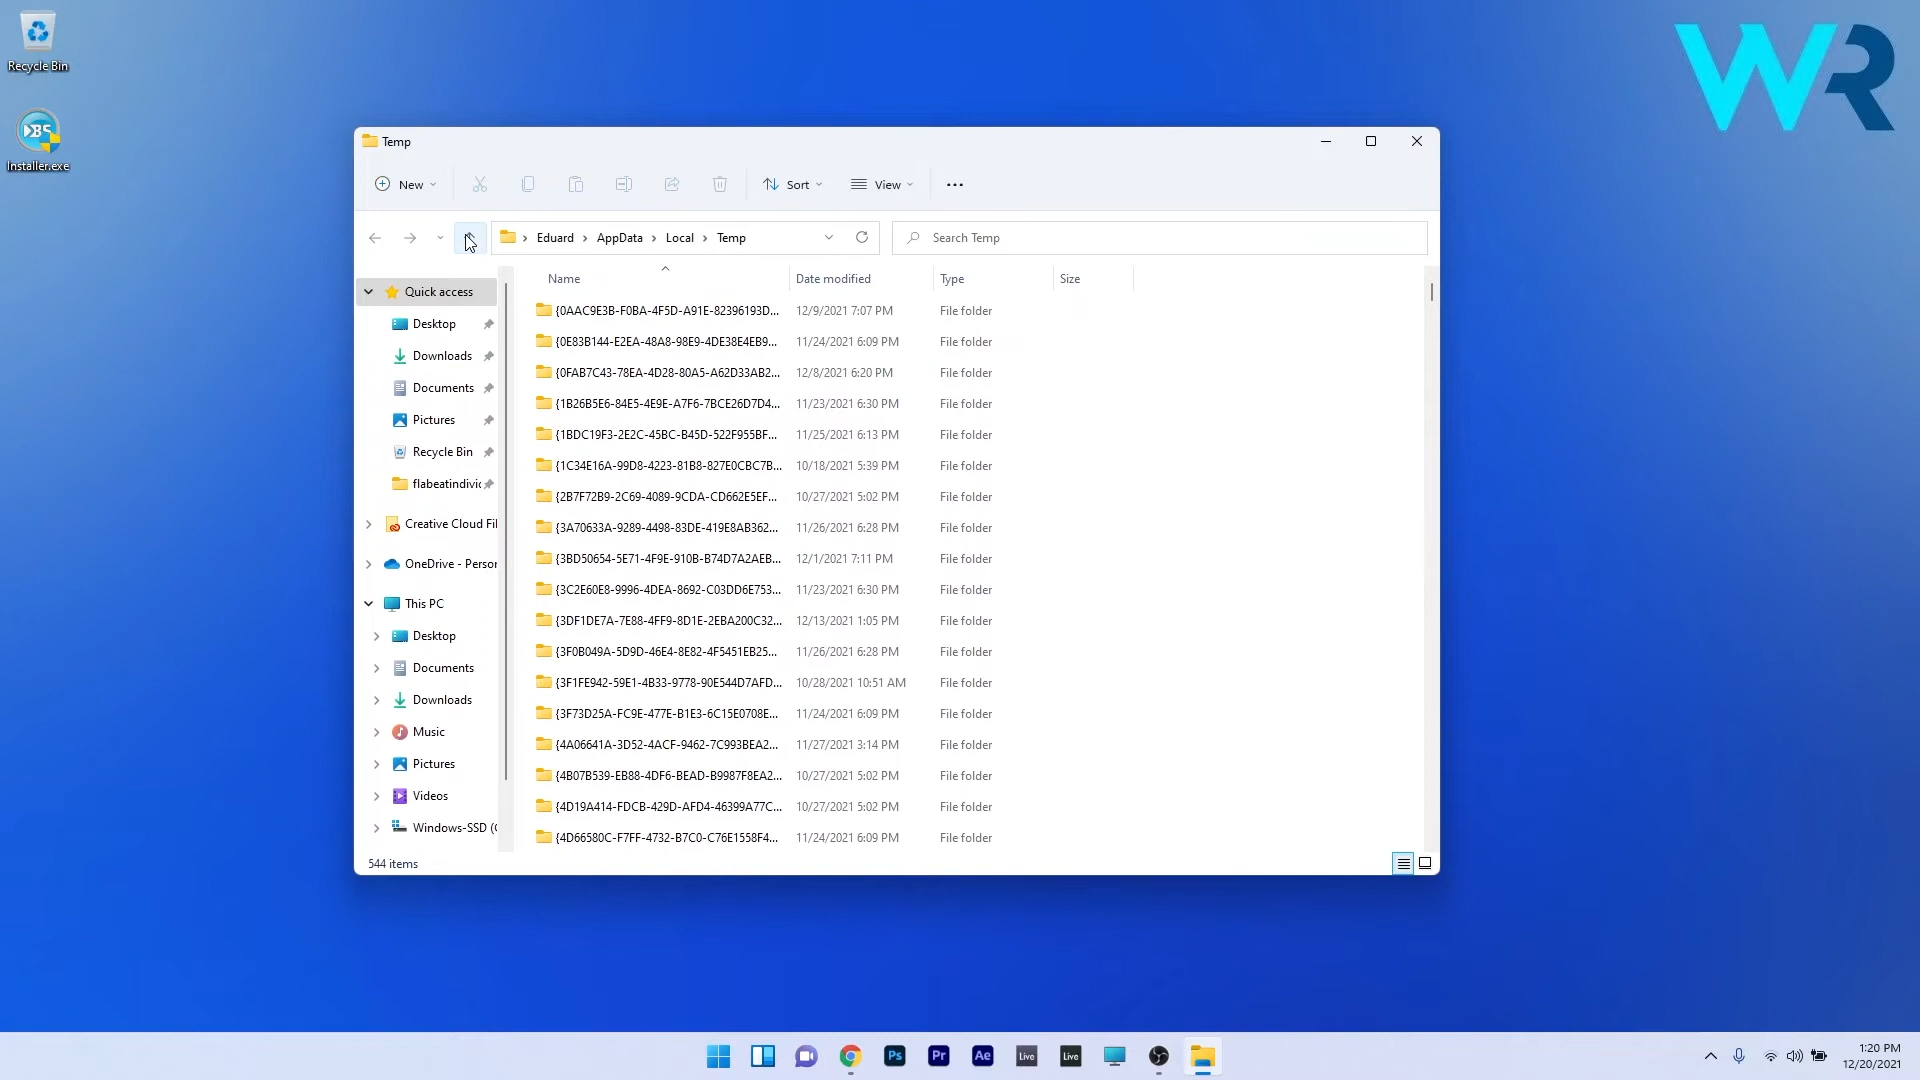 Recycle Bin
Installer.exe
WR
Temp
New
Sort
View
Eduard > AppData > Local > Temp
Search Temp
Name Date modified Type Size
Quick access
Desktop
Downloads
Documents
Pictures
Recycle Bin
flabeatindivic
Creative Cloud Fil
OneDrive - Person
This PC
Desktop
Documents
Downloads
Music
Pictures
Videos
Windows-SSD (C
{0AAC9E3B-F0BA-4F5D-A91E-82396193D... 12/9/2021 7:07 PM File folder
{0E83B144-E2EA-48A8-98E9-4DE38E4EB9... 11/24/2021 6:09 PM File folder
{0FAB7C43-78EA-4D28-80A5-A62D33AB2... 12/8/2021 6:20 PM File folder
{1B26B5E6-84E5-4E9E-A7F6-7BCE26D7D4... 11/23/2021 6:30 PM File folder
{1BDC19F3-2E2C-45BC-B45D-522F955BF... 11/25/2021 6:13 PM File folder
{1C34E16A-99D8-4223-81B8-827E0CBC7B... 10/18/2021 5:39 PM File folder
{2B7F72B9-2C69-4089-9CDA-CD662E5EF... 10/27/2021 5:02 PM File folder
{3A70633A-9289-4498-83DE-419E8AB362... 11/26/2021 6:28 PM File folder
{3BD50654-5E71-4F9E-910B-B74D7A2AEB... 12/1/2021 7:11 PM File folder
{3C2E60E8-9996-4DEA-8692-C03DD6E753... 11/23/2021 6:30 PM File folder
{3DF1DE7A-7E88-4FF9-8D1E-2EBA200C32... 12/13/2021 1:05 PM File folder
{3F0B049A-5D9D-46E4-8E82-4F5451EB25... 11/26/2021 6:28 PM File folder
{3F1FE942-59E1-4B33-9778-90E544D7AFD... 10/28/2021 10:51 AM File folder
{3F73D25A-FC9E-477E-B1E3-6C15E0708E... 11/24/2021 6:09 PM File folder
{4A06641A-3D52-4ACF-9462-7C993BEA2... 11/27/2021 3:14 PM File folder
{4B07B539-EB88-4DF6-BEAD-B9987F8EA2... 10/27/2021 5:02 PM File folder
{4D19A414-FDCB-429D-AFD4-46399A77C... 10/27/2021 5:02 PM File folder
{4D66580C-F7FF-4732-B7C0-C76E1558F4... 11/24/2021 6:09 PM File folder
544 items
Ps Pr Ae Live Live
1:20 PM
12/20/2021